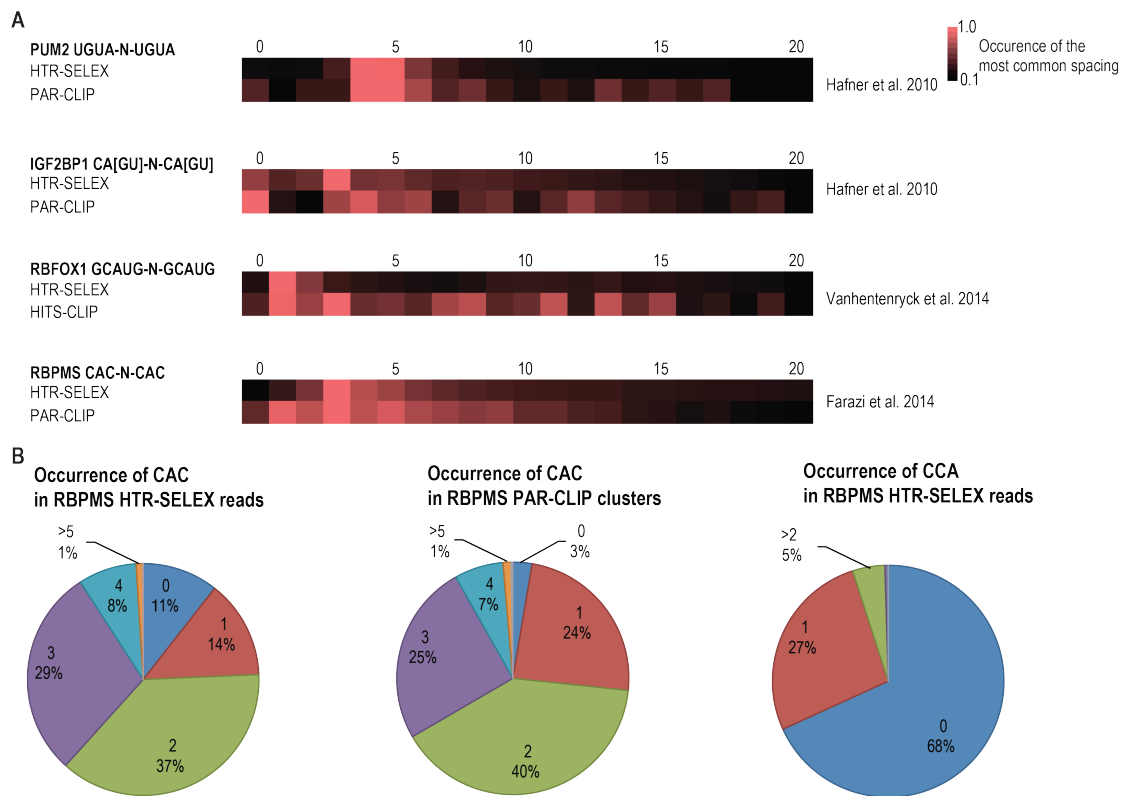 A
PUM2 UGUA-N-UGUA
0 5 10 15 20
HTR-SELEX
PAR-CLIP
Hafner et al. 2010
1.0
0.1
Occurence of the
most common spacing
IGF2BP1 CA[GU]-N-CA[GU]
0 5 10 15 20
HTR-SELEX
PAR-CLIP
Hafner et al. 2010
RBFOX1 GCAUG-N-GCAUG
0 5 10 15 20
HTR-SELEX
HITS-CLIP
Vanhentenryck et al. 2014
RBPMS CAC-N-CAC
0 5 10 15 20
HTR-SELEX
PAR-CLIP
Farazi et al. 2014
B
Occurrence of CAC
in RBPMS HTR-SELEX reads
>5
1%
4
8%
0
11%
1
14%
3
29%
2
37%
Occurrence of CAC
in RBPMS PAR-CLIP clusters
>5
1%
0
3%
4
7%
1
24%
3
25%
2
40%
Occurrence of CCA
in RBPMS HTR-SELEX reads
>2
5%
1
27%
0
68%